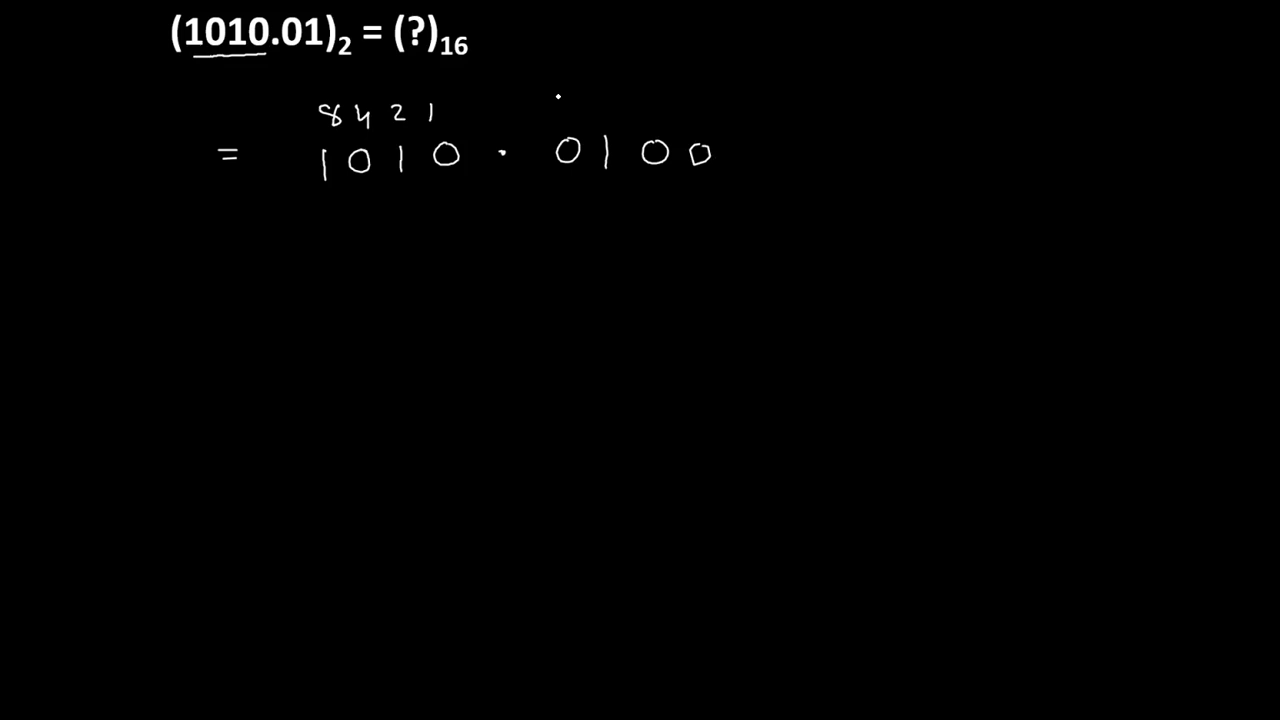 (1010.01)₂ = (?)₁₆
8 4 2 1
= 1 0 1 0 . 0 1 0 0